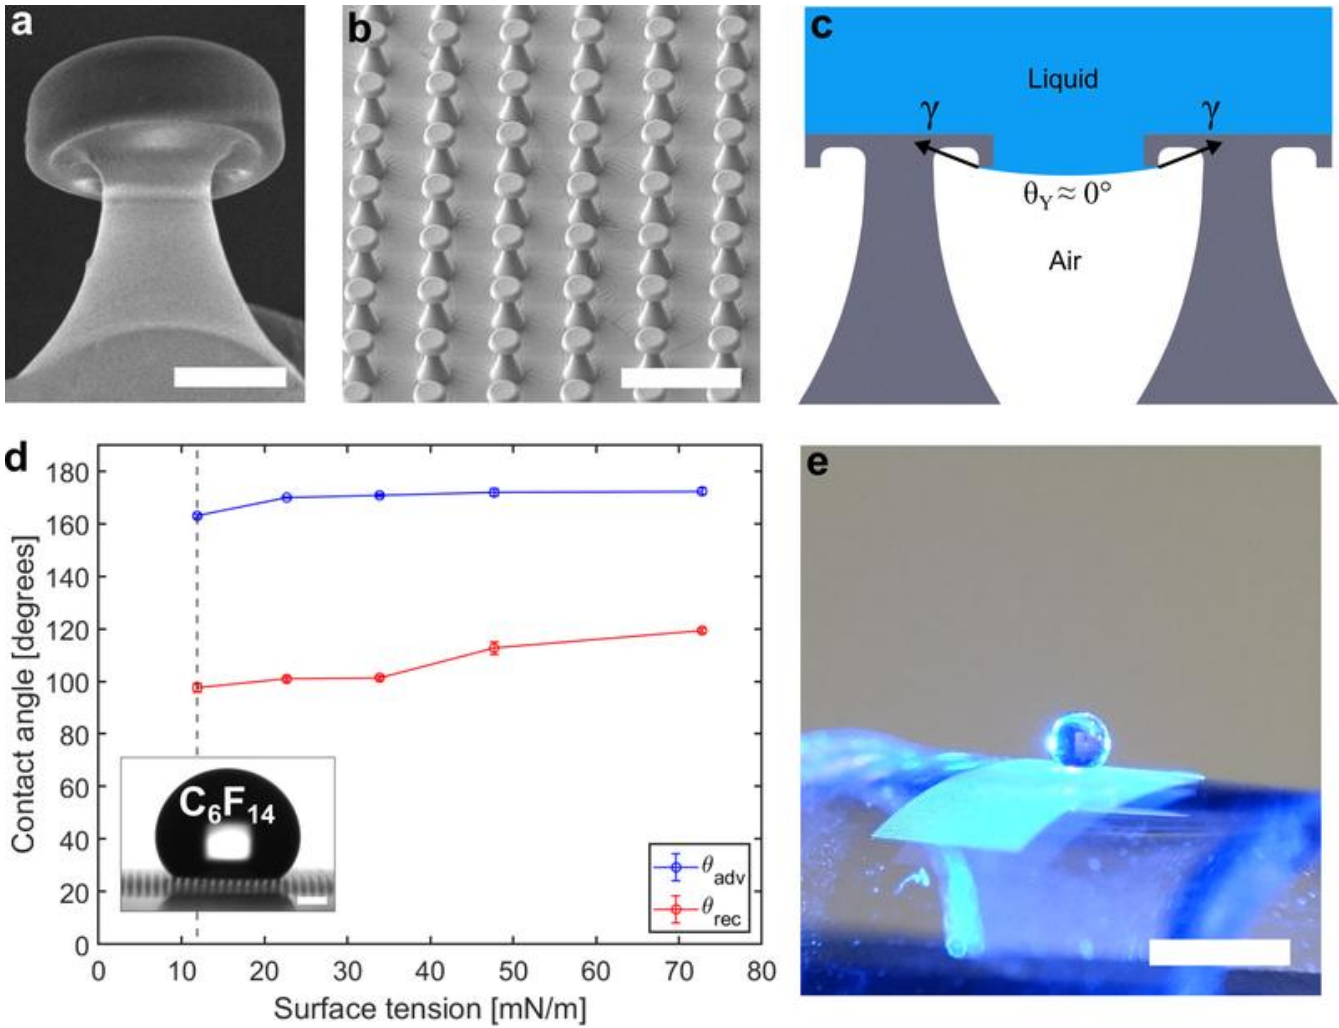 a
b
c
Liquid
γ
γ
θY ≈ 0°
Air
d
180
160
140
120
100
80
60
40
20
0
Contact angle [degrees]
C6F14
θadv
θrec
0
10
20
30
40
50
60
70
80
Surface tension [mN/m]
e